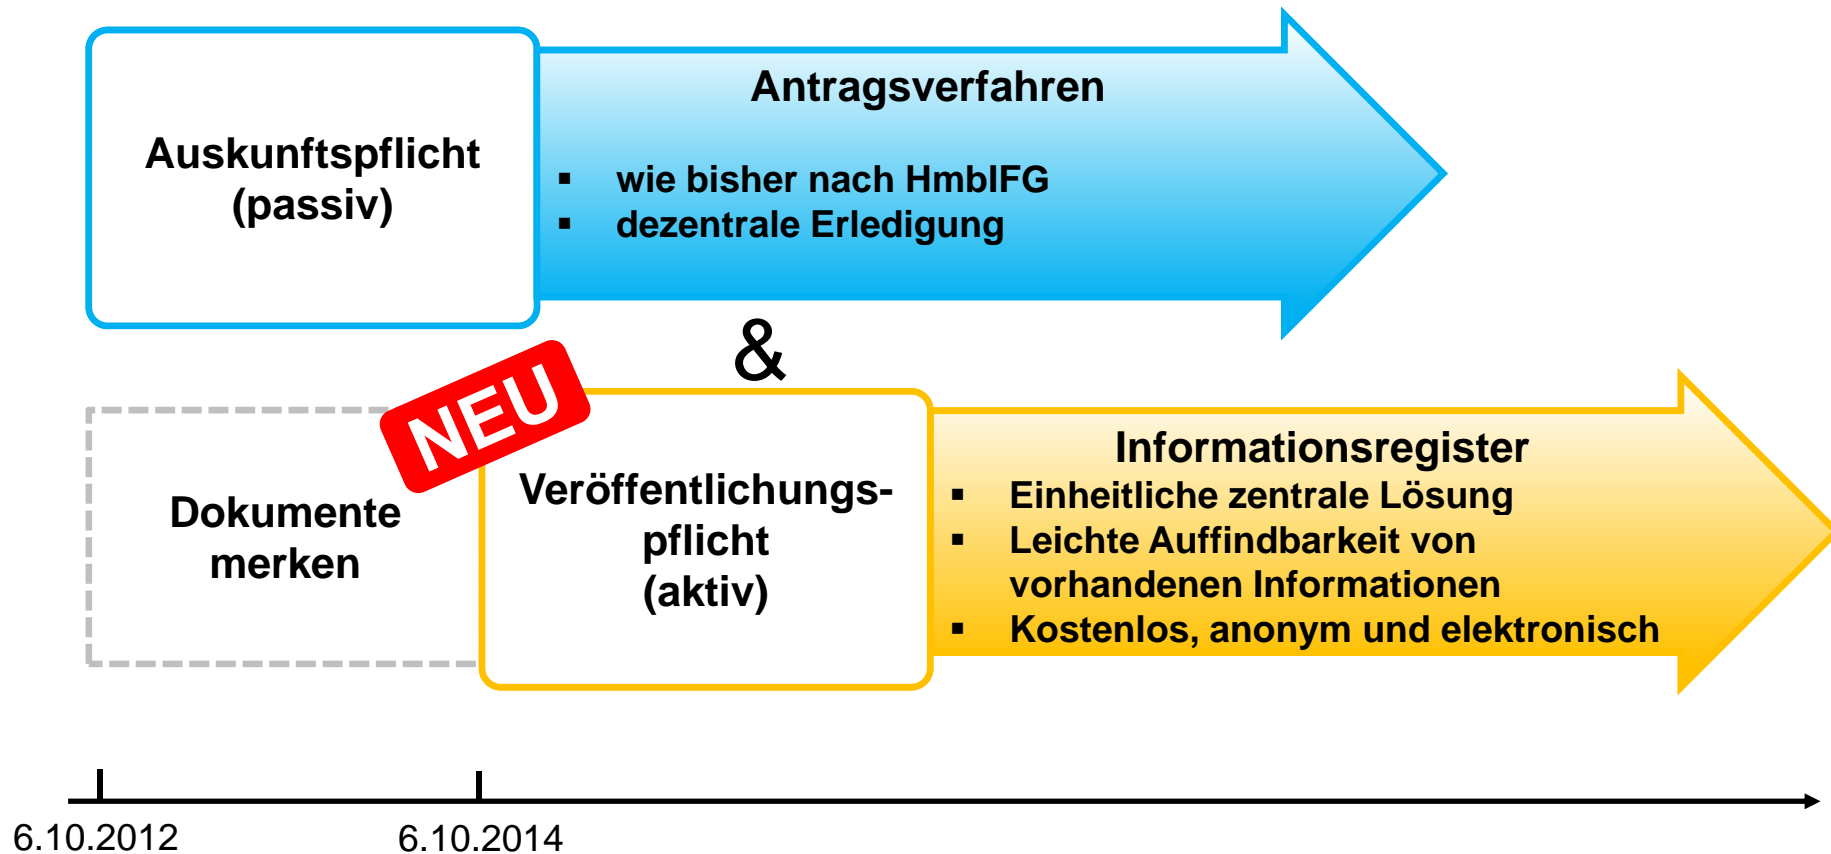 Auskunftspflicht
(passiv)
Antragsverfahren
▪ wie bisher nach HmbIFG
▪ dezentrale Erledigung
&
NEU
Dokumente
merken
Veröffentlichungs-
pflicht
(aktiv)
Informationsregister
▪ Einheitliche zentrale Lösung
▪ Leichte Auffindbarkeit von
vorhandenen Informationen
▪ Kostenlos, anonym und elektronisch
6.10.2012
6.10.2014